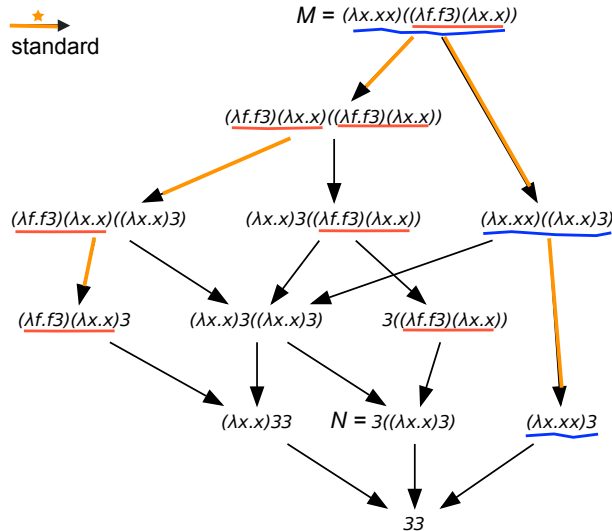 M = (λx.xx)((λf.f3)(λx.x))
standard
(λf.f3)(λx.x)((λf.f3)(λx.x))
(λf.f3)(λx.x)((λx.x)3) (λx.x)3((λf.f3)(λx.x)) (λx.xx)((λx.x)3)
(λf.f3)(λx.x)3 (λx.x)3((λx.x)3) 3((λf.f3)(λx.x))
(λx.x)33 N = 3((λx.x)3) (λx.xx)3
33